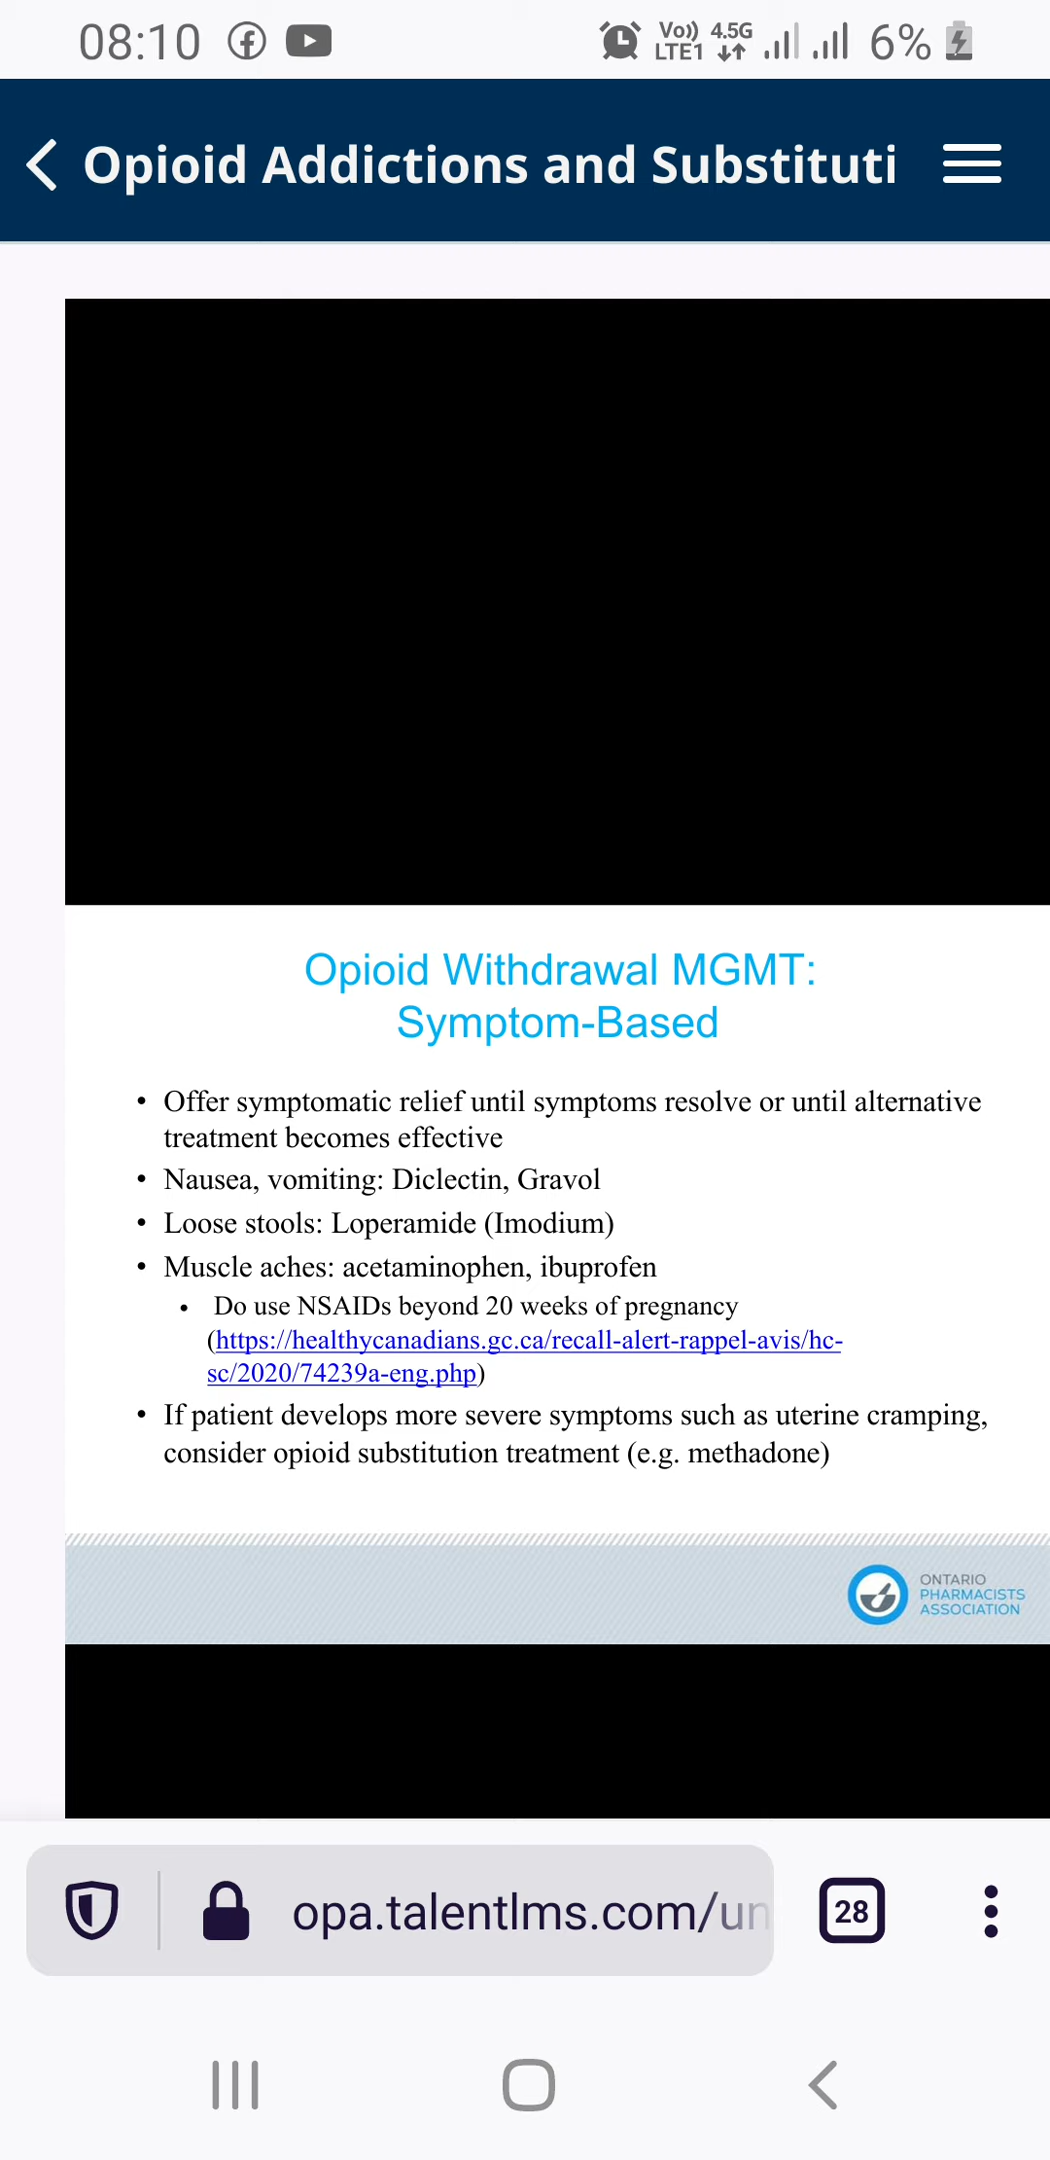 08:10 Vo)) LTE1 4.5G 6%
Opioid Addictions and Substituti
Opioid Withdrawal MGMT:
Symptom-Based
• Offer symptomatic relief until symptoms resolve or until alternative
treatment becomes effective
• Nausea, vomiting: Diclectin, Gravol
• Loose stools: Loperamide (Imodium)
• Muscle aches: acetaminophen, ibuprofen
• Do use NSAIDs beyond 20 weeks of pregnancy
(https://healthycanadians.gc.ca/recall-alert-rappel-avis/hc-
sc/2020/74239a-eng.php)
• If patient develops more severe symptoms such as uterine cramping,
consider opioid substitution treatment (e.g. methadone)
ONTARIO
PHARMACISTS
ASSOCIATION
opa.talentlms.com/un 28